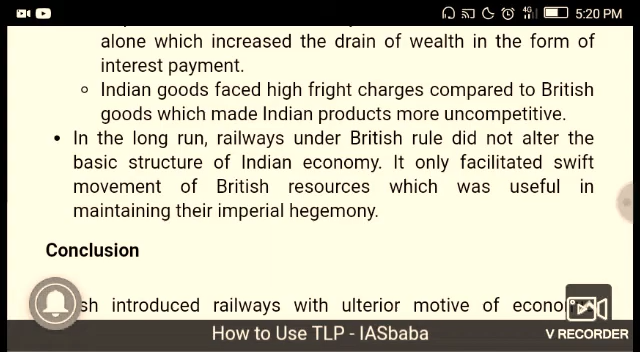 4G 5:20 PM
alone which increased the drain of wealth in the form of
interest payment.
Indian goods faced high fright charges compared to British
goods which made Indian products more uncompetitive.
In the long run, railways under British rule did not alter the
basic structure of Indian economy. It only facilitated swift
movement of British resources which was useful in
maintaining their imperial hegemony.
Conclusion
introduced railways with ulterior motive of
How to Use TLP - IASbaba
V RECORDER